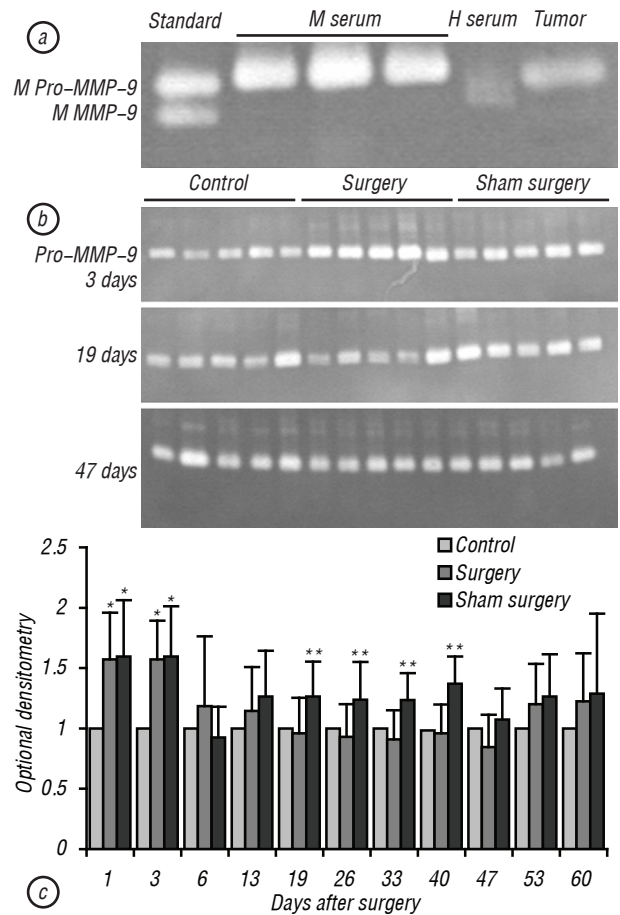 Standard M serum H serum Tumor
a
M Pro–MMP–9
M MMP–9
Control Surgery Sham surgery
b
Pro–MMP–9
3 days
19 days
47 days
2.5
2
1.5
1
0.5
0
Optional densitometry
Control
Surgery
Sham surgery
* * * * ** ** ** **
1 3 6 13 19 26 33 40 47 53 60
Days after surgery
c